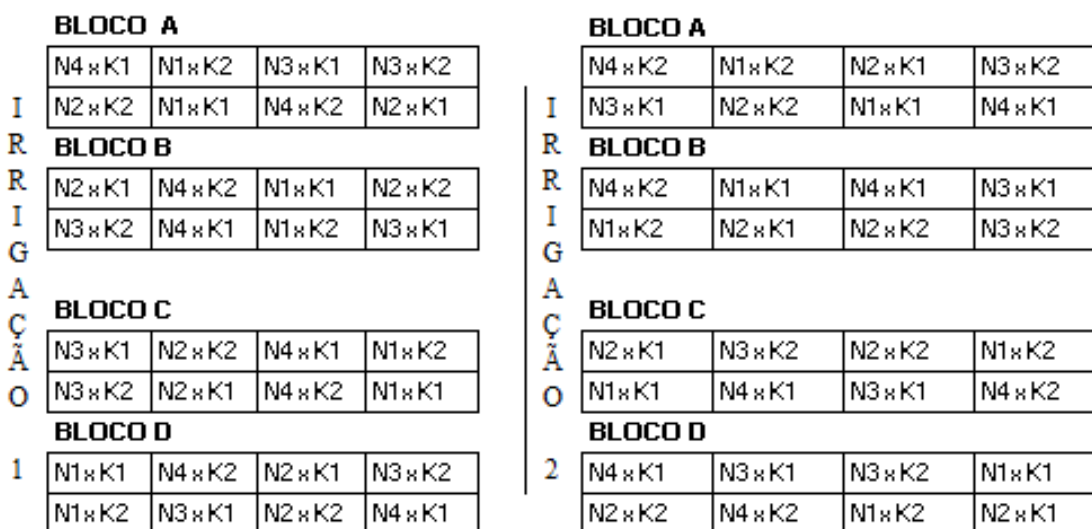 IRRIGAÇÃO 1
BLOCO A
N4xK1 N1xK2 N3xK1 N3xK2
N2xK2 N1xK1 N4xK2 N2xK1
BLOCO B
N2xK1 N4xK2 N1xK1 N2xK2
N3xK2 N4xK1 N1xK2 N3xK1
BLOCO C
N3xK1 N2xK2 N4xK1 N1xK2
N3xK2 N2xK1 N4xK2 N1xK1
BLOCO D
N1xK1 N4xK2 N2xK1 N3xK2
N1xK2 N3xK1 N2xK2 N4xK1
IRRIGAÇÃO 2
BLOCO A
N4xK2 N1xK2 N2xK1 N3xK2
N3xK1 N2xK2 N1xK1 N4xK1
BLOCO B
N4xK2 N1xK1 N4xK1 N3xK1
N1xK2 N2xK1 N2xK2 N3xK2
BLOCO C
N2xK1 N3xK2 N2xK2 N1xK2
N1xK1 N4xK1 N3xK1 N4xK2
BLOCO D
N4xK1 N3xK1 N3xK2 N1xK1
N2xK2 N4xK2 N1xK2 N2xK1